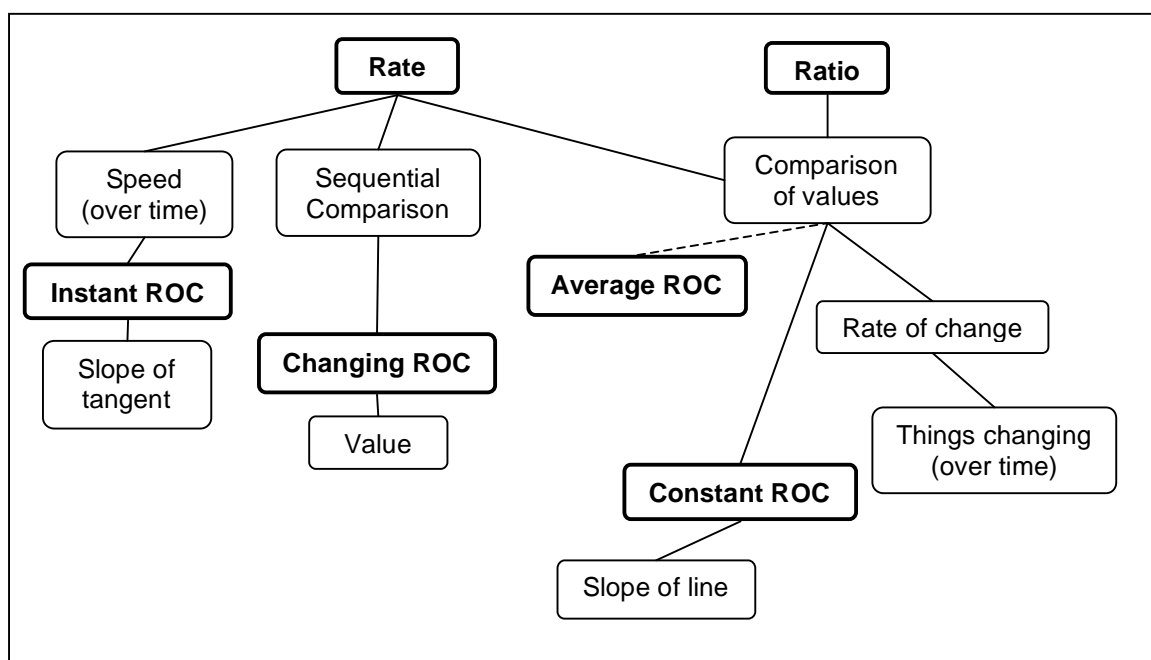 Rate
Ratio
Speed
(over time)
Sequential
Comparison
Comparison
of values
Instant ROC
Average ROC
Rate of change
Slope of
tangent
Changing ROC
Value
Things changing
(over time)
Constant ROC
Slope of line